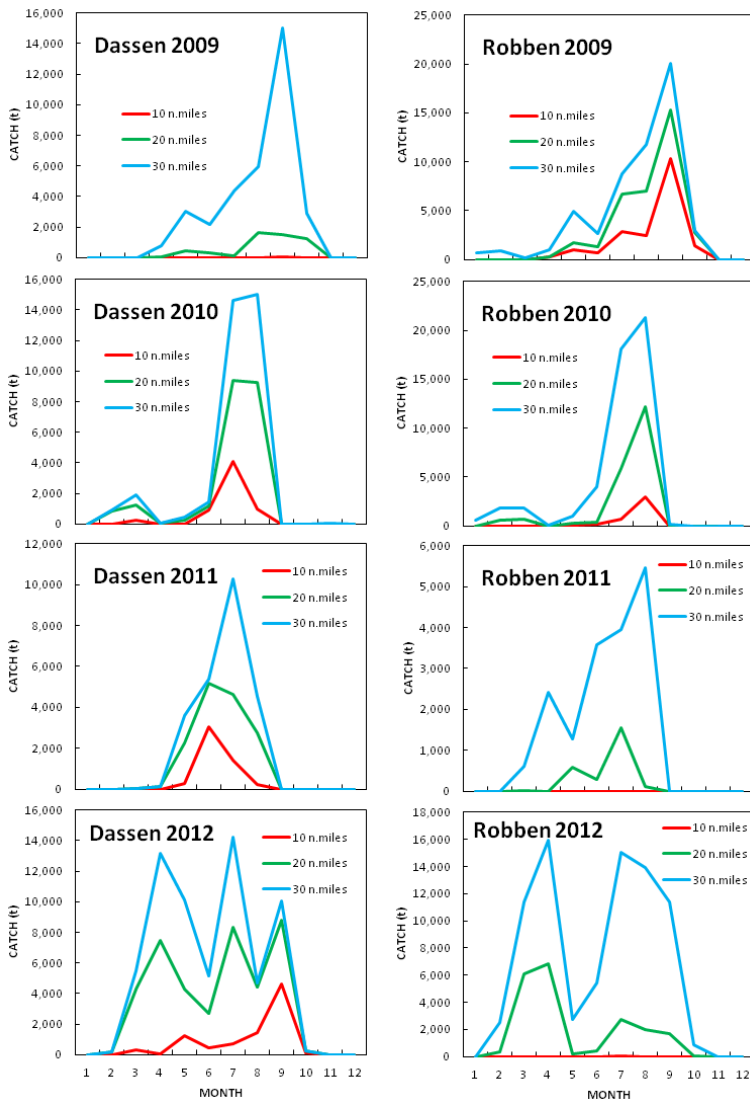 Dassen 2009
CATCH (t)
16,000
14,000
12,000
10,000
8,000
6,000
4,000
2,000
0
10 n.miles
20 n.miles
30 n.miles
Robben 2009
CATCH (t)
25,000
20,000
15,000
10,000
5,000
0
10 n.miles
20 n.miles
30 n.miles
Dassen 2010
CATCH (t)
16,000
14,000
12,000
10,000
8,000
6,000
4,000
2,000
0
10 n.miles
20 n.miles
30 n.miles
Robben 2010
CATCH (t)
25,000
20,000
15,000
10,000
5,000
0
10 n.miles
20 n.miles
30 n.miles
Dassen 2011
CATCH (t)
12,000
10,000
8,000
6,000
4,000
2,000
0
10 n.miles
20 n.miles
30 n.miles
Robben 2011
CATCH (t)
6,000
5,000
4,000
3,000
2,000
1,000
0
10 n.miles
20 n.miles
30 n.miles
Dassen 2012
CATCH (t)
16,000
14,000
12,000
10,000
8,000
6,000
4,000
2,000
0
10 n.miles
20 n.miles
30 n.miles
1 2 3 4 5 6 7 8 9 10 11 12
MONTH
Robben 2012
CATCH (t)
18,000
16,000
14,000
12,000
10,000
8,000
6,000
4,000
2,000
0
10 n.miles
20 n.miles
30 n.miles
1 2 3 4 5 6 7 8 9 10 11 12
MONTH